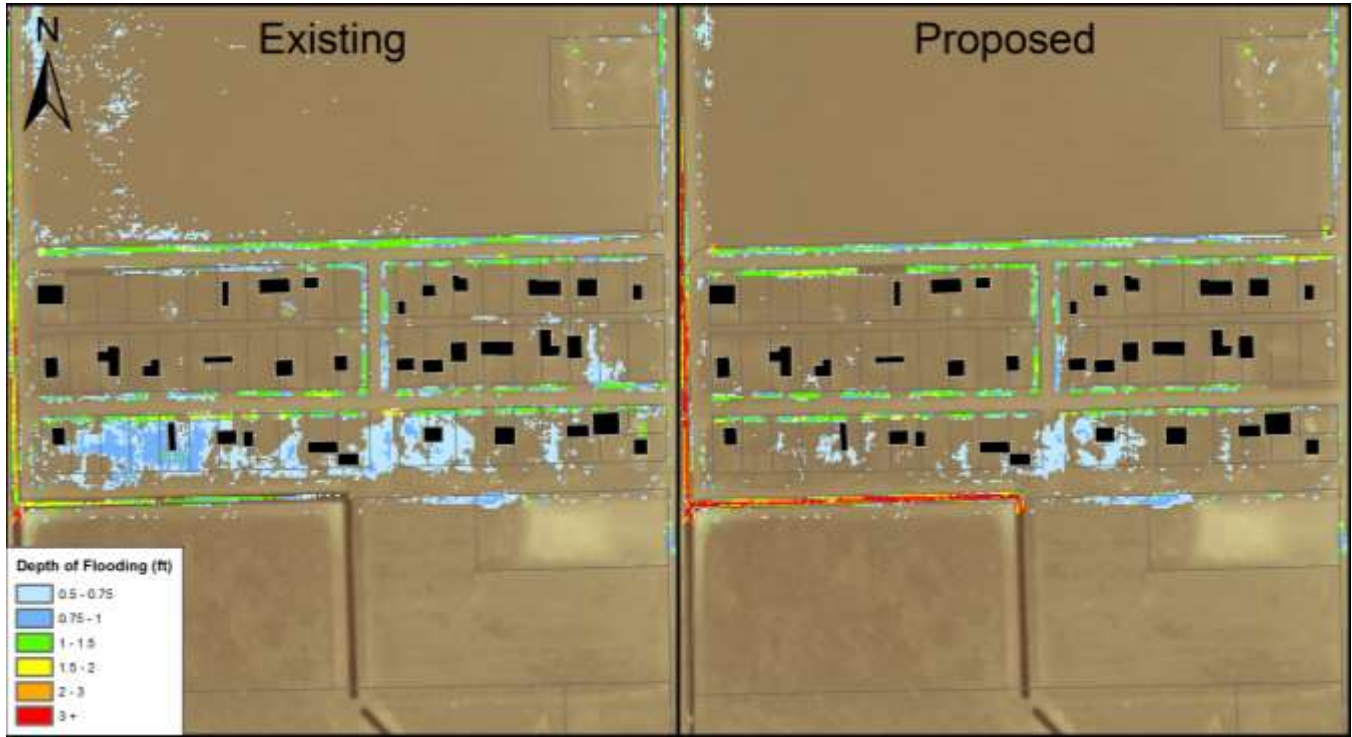 Existing
Proposed
N
Depth of Flooding (ft)
0.5 - 0.75
0.75 - 1
1 - 1.5
1.5 - 2
2 - 3
3 +